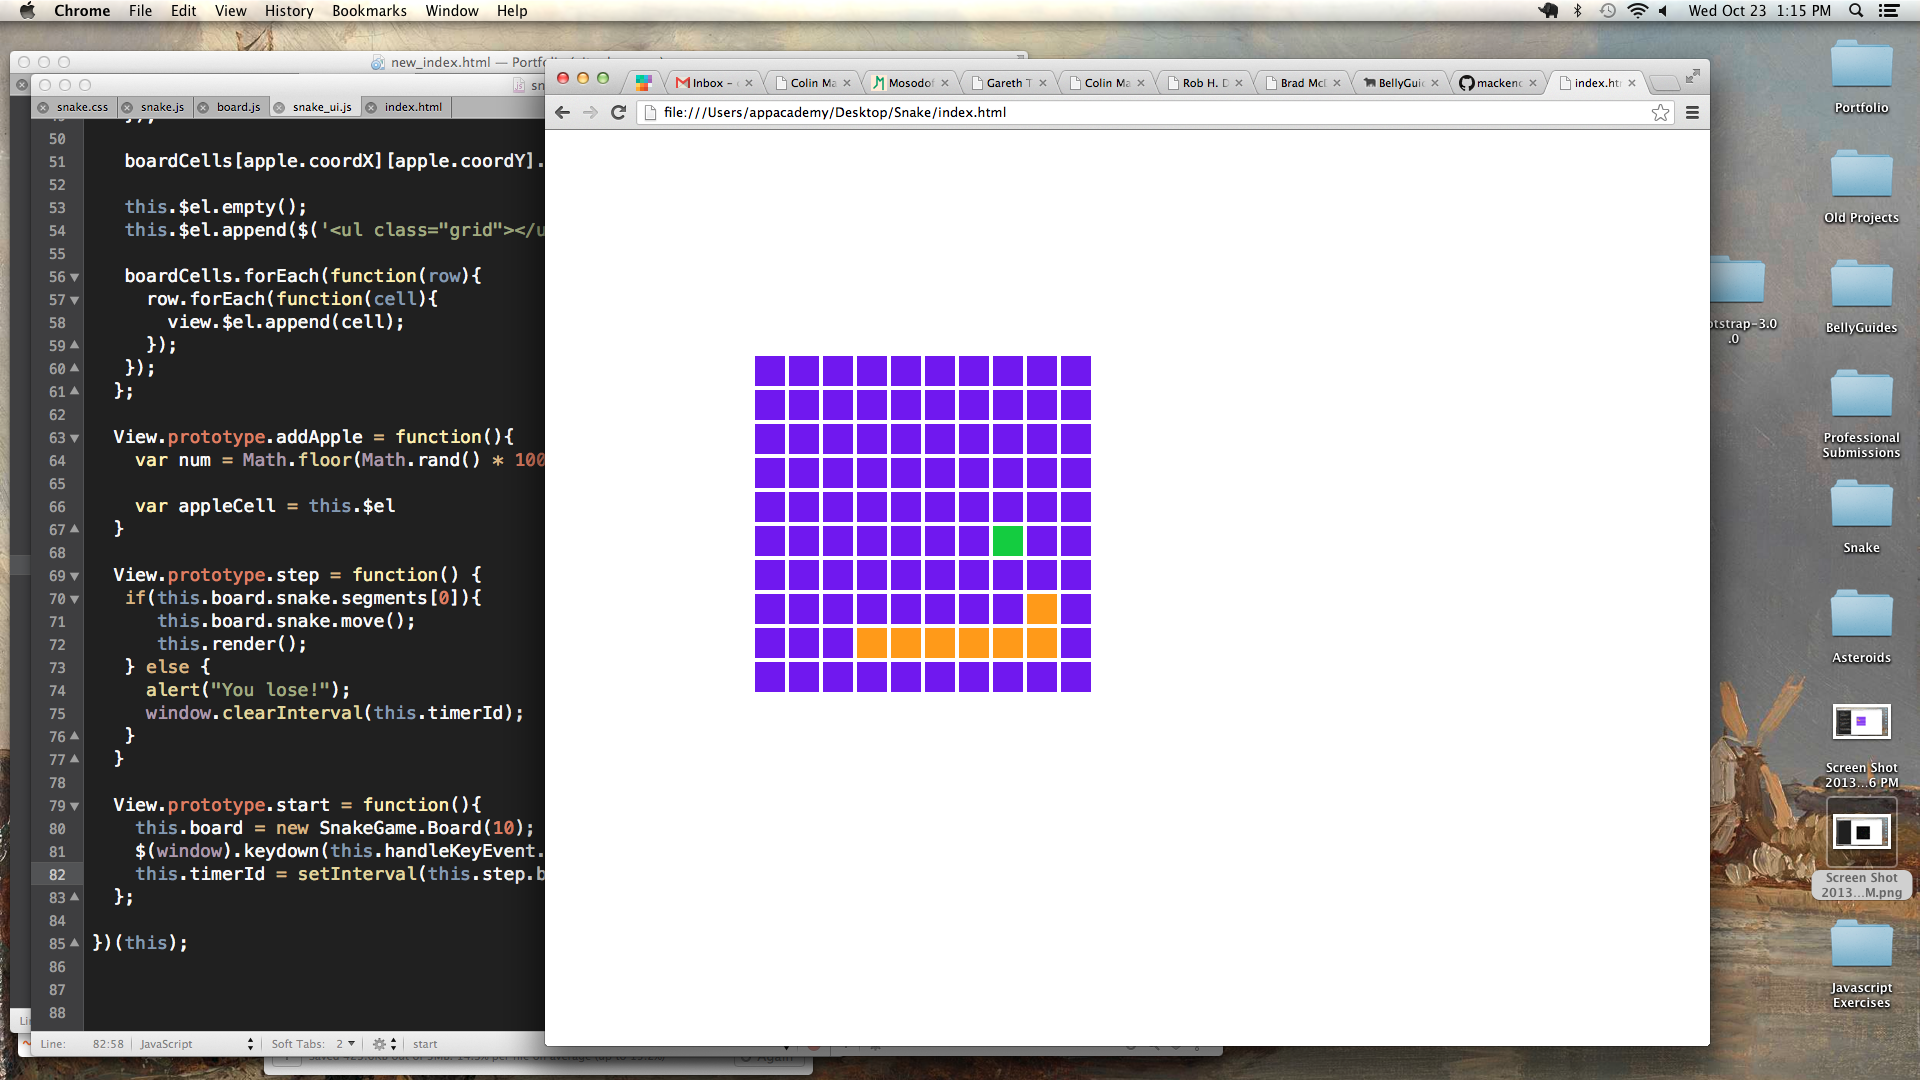 Chrome File Edit View History Bookmarks Window Help
Wed Oct 23 1:15 PM
new_index.html — Portf
snake.css snake.js board.js snake_ui.js index.html
Inbox – Colin Ma Mosodof Gareth T Colin Ma Rob H. D Brad McE BellyGuid macken index.ht
file:///Users/appacademy/Desktop/Snake/index.html
50
51 boardCells[apple.coordX][apple.coordY].
52
53 this.$el.empty();
54 this.$el.append($('<ul class="grid"></u
55
56 boardCells.forEach(function(row){
57 row.forEach(function(cell){
58 view.$el.append(cell);
59 });
60 });
61 };
62
63 View.prototype.addApple = function(){
64 var num = Math.floor(Math.rand() * 100
65
66 var appleCell = this.$el
67 }
68
69 View.prototype.step = function() {
70 if(this.board.snake.segments[0]){
71 this.board.snake.move();
72 this.render();
73 } else {
74 alert("You lose!");
75 window.clearInterval(this.timerId);
76 }
77 }
78
79 View.prototype.start = function(){
80 this.board = new SnakeGame.Board(10);
81 $(window).keydown(this.handleKeyEvent.
82 this.timerId = setInterval(this.step.b
83 };
84
85 })(this);
86
87
88
Line: 82:58 JavaScript Soft Tabs: 2 start
Portfolio
Old Projects
otstrap-3.0
.0
BellyGuides
Professional
Submissions
Snake
Asteroids
Screen Shot
2013...6 PM
Screen Shot
2013...M.png
Javascript
Exercises